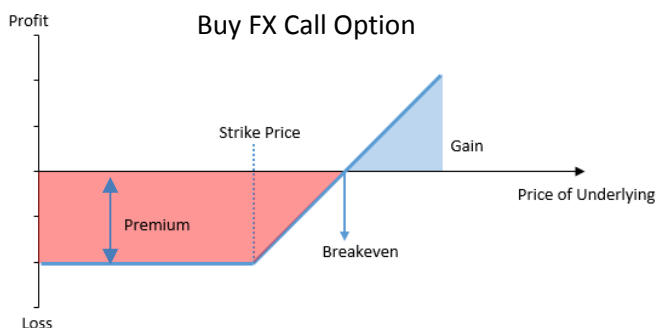 Profit
Buy FX Call Option
Strike Price
Gain
Price of Underlying
Premium
Breakeven
Loss